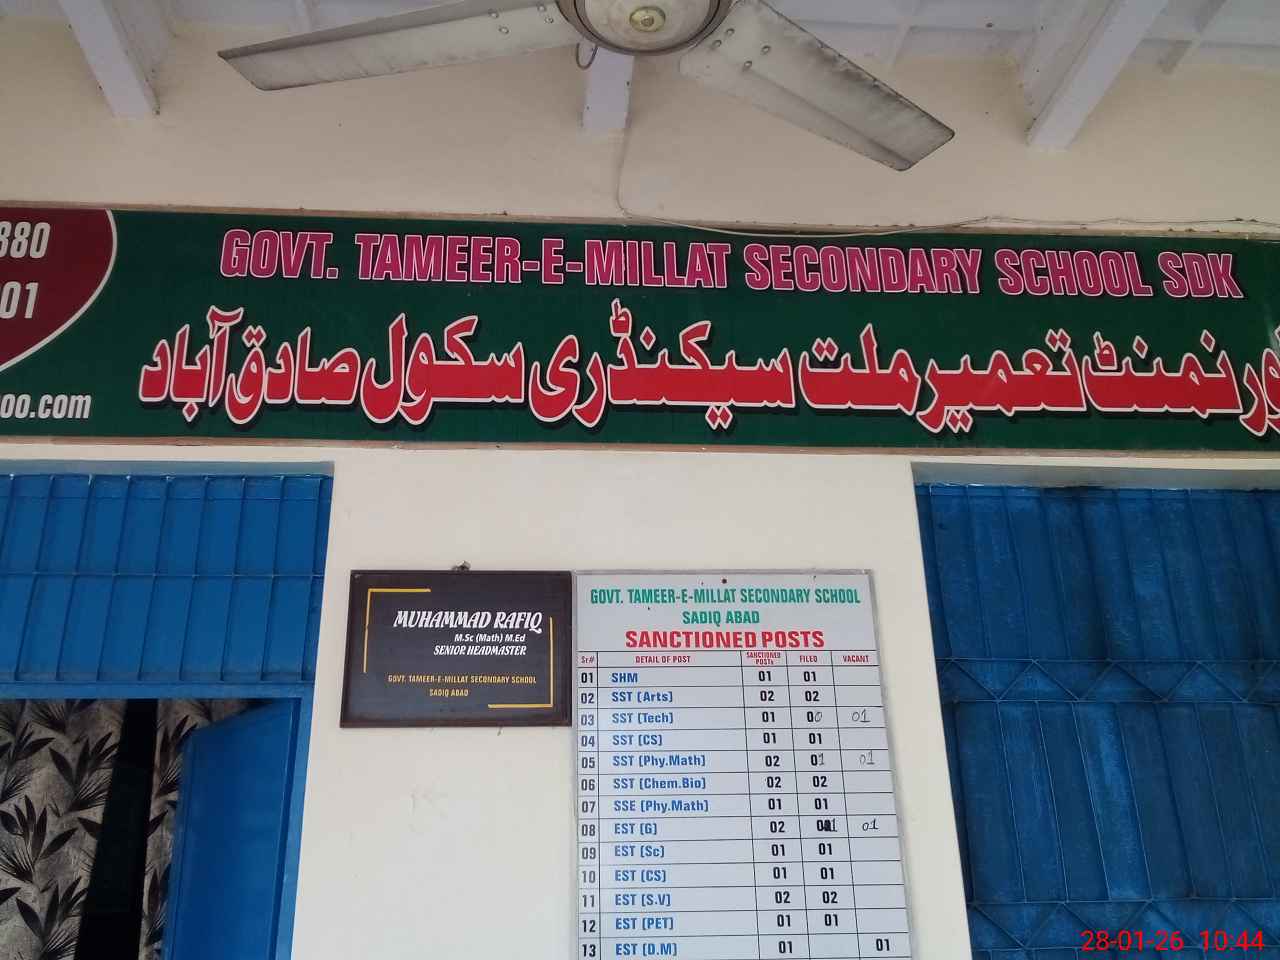 880
01
oo.com
GOVT. TAMEER-E-MILLAT SECONDARY SCHOOL SDK
گورنمنٹ تعمیر ملت سیکنڈری سکول صادق آباد
MUHAMMAD RAFIQ
M.Sc (Math) M.Ed
SENIOR HEADMASTER
GOVT. TAMEER-E-MILLAT SECONDARY SCHOOL
SADIQ ABAD
GOVT. TAMEER-E-MILLAT SECONDARY SCHOOL
SADIQ ABAD
SANCTIONED POSTS
Sr# DETAIL OF POST SANCTIONED POSTs FILED VACANT
01 SHM 01 01
02 SST (Arts) 02 02
03 SST (Tech) 01 00 01
04 SST (CS) 01 01
05 SST (Phy.Math) 02 01 01
06 SST (Chem.Bio) 02 02
07 SSE (Phy.Math) 01 01
08 EST (G) 02 01 01
09 EST (Sc) 01 01
10 EST (CS) 01 01
11 EST (S.V) 02 02
12 EST (PET) 01 01
13 EST (D.M) 01 01
28-01-26 10:44